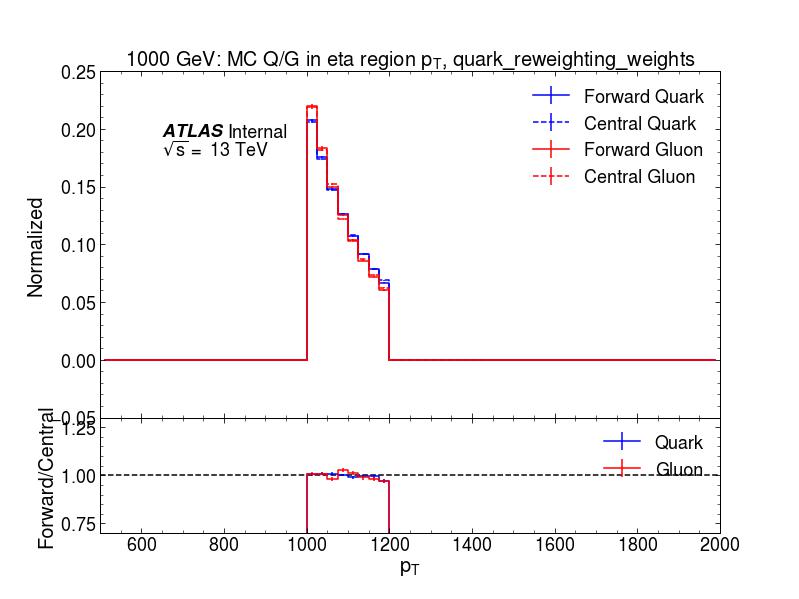 1000 GeV: MC Q/G in eta region pT, quark_reweighting_weights
0.25
0.20
0.15
0.10
0.05
0.00
−0.05
Normalized
ATLAS Internal
√s = 13 TeV
Forward Quark
Central Quark
Forward Gluon
Central Gluon
1.25
1.00
0.75
Forward/Central
Quark
Gluon
600 800 1000 1200 1400 1600 1800 2000
pT